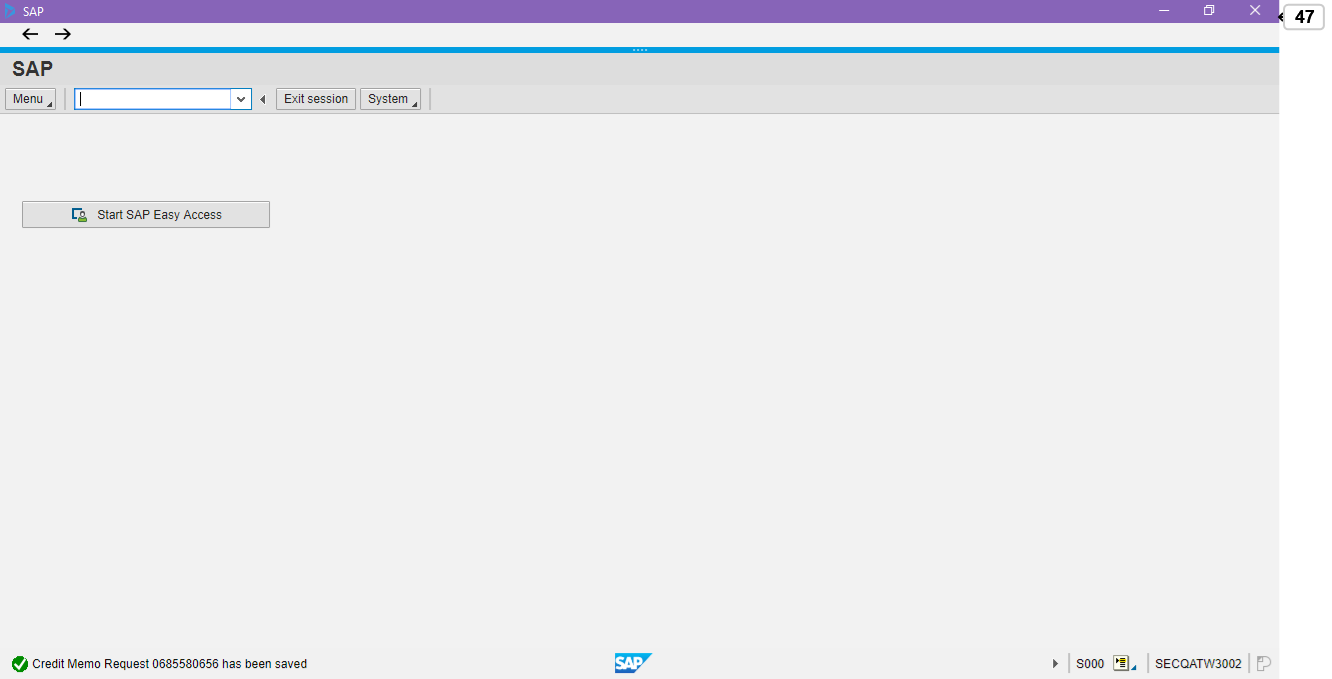 SAP
47
SAP
Menu
Exit session
System
Start SAP Easy Access
Credit Memo Request 0685580656 has been saved
SAP
S000
SECQATW3002